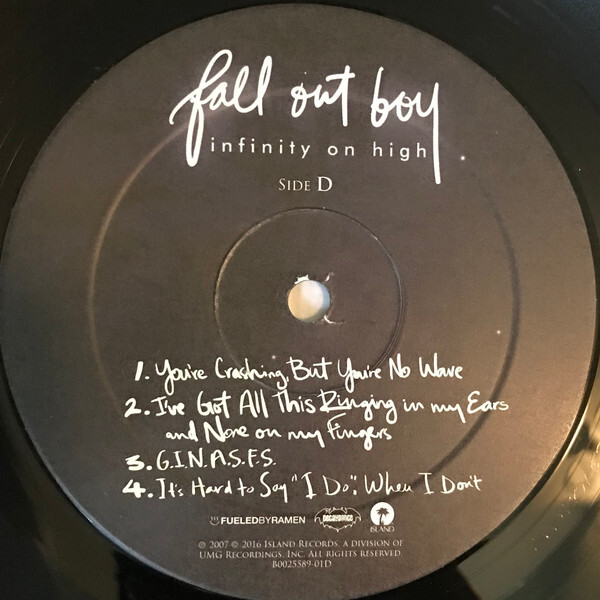 fall out boy
infinity on high
SIDE D
1. You're Crashing, But You're No Wave
2. I've Got All This Ringing in my Ears
and None on my Fingers
3. G.I.N.A.S.F.S.
4. It's Hard to Say "I Do", When I Don't
FUELEDBYRAMEN DECAYDANCE ISLAND
℗ 2007 © 2016 ISLAND RECORDS, A DIVISION OF
UMG RECORDINGS, INC. ALL RIGHTS RESERVED.
B0025589-01D